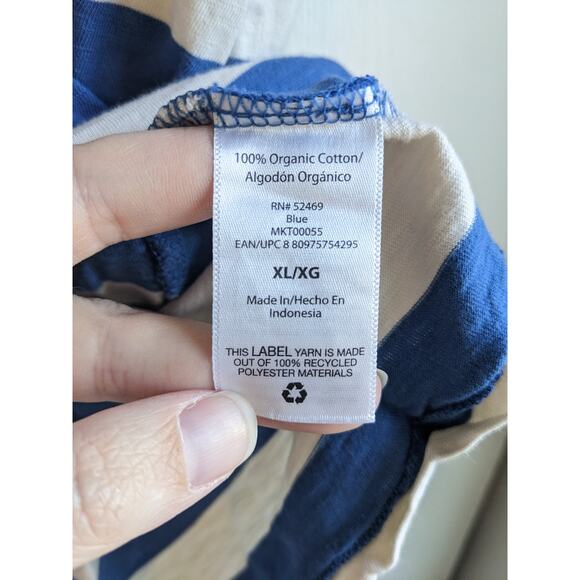 100% Organic Cotton/
Algodón Orgánico
RN# 52469
Blue
MKT00055
EAN/UPC 8 80975754295
XL/XG
Made In/Hecho En
Indonesia
THIS LABEL YARN IS MADE
OUT OF 100% RECYCLED
POLYESTER MATERIALS